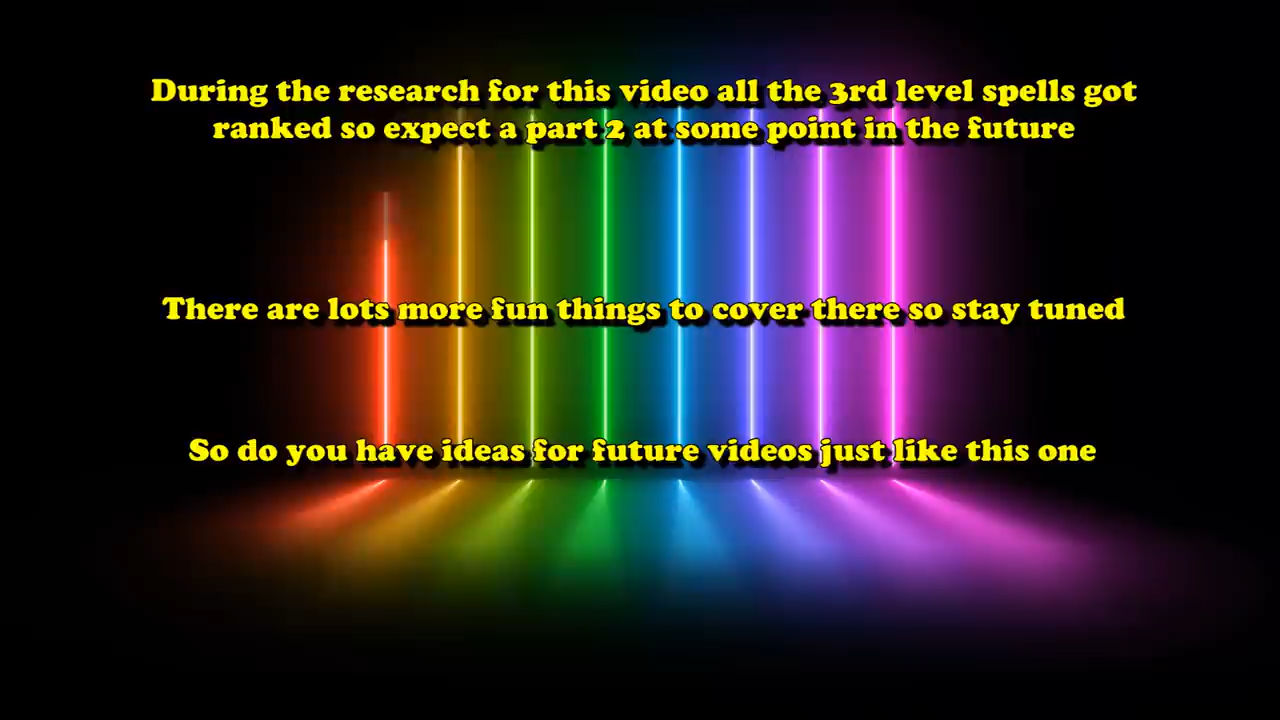 During the research for this video all the 3rd level spells got
ranked so expect a part 2 at some point in the future
There are lots more fun things to cover there so stay tuned
So do you have ideas for future videos just like this one